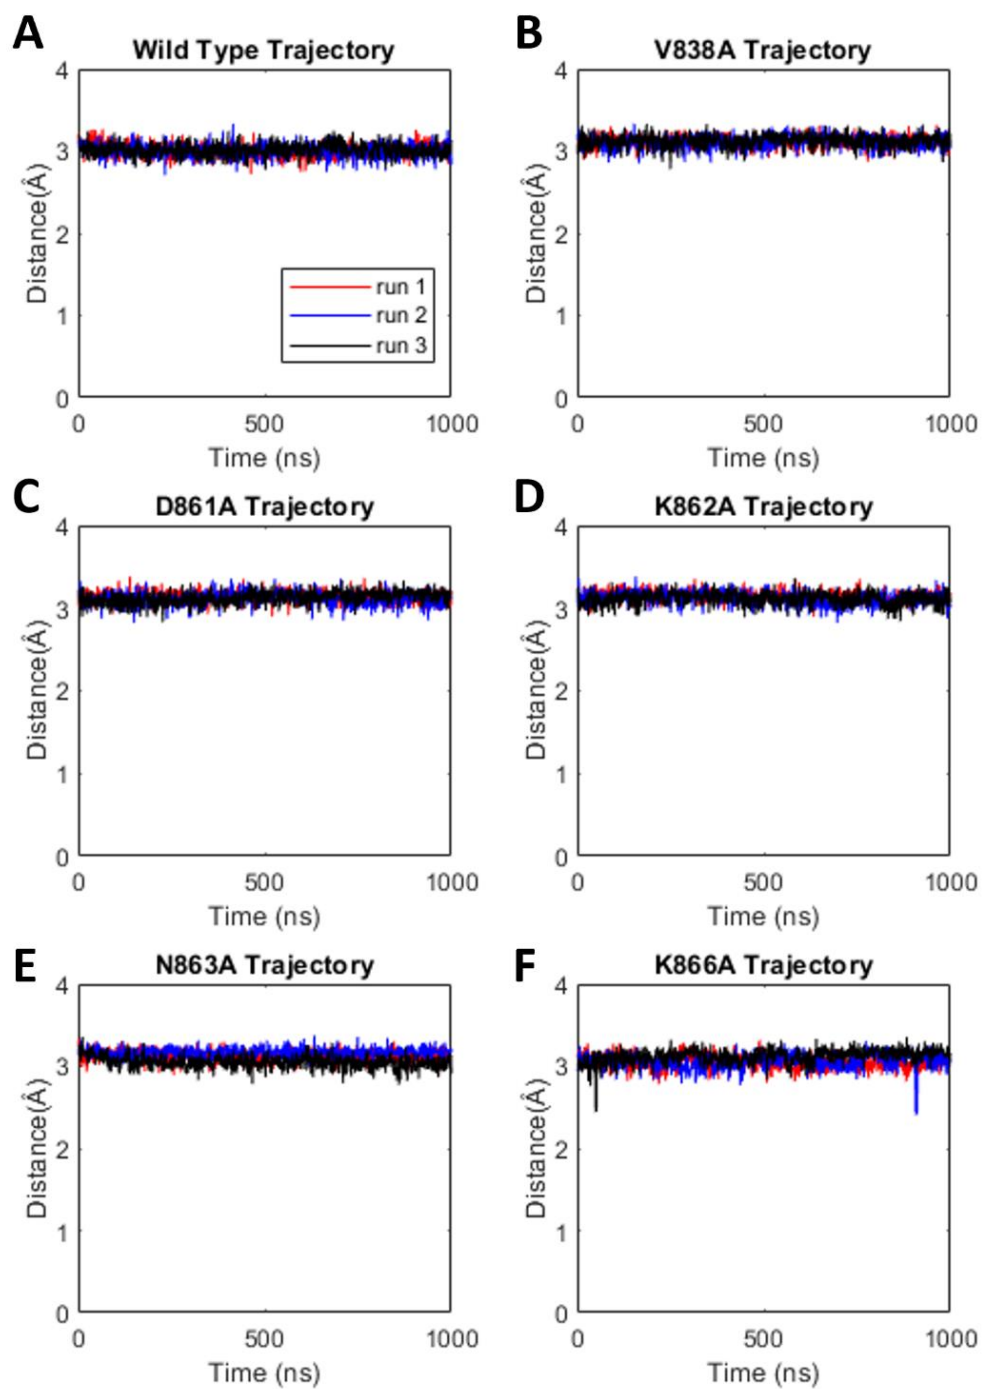 A
Wild Type Trajectory
4
3
2
1
0
Distance(Å)
run 1
run 2
run 3
0 500 1000
Time (ns)
B
V838A Trajectory
4
3
2
1
0
Distance(Å)
0 500 1000
Time (ns)
C
D861A Trajectory
4
3
2
1
0
Distance(Å)
0 500 1000
Time (ns)
D
K862A Trajectory
4
3
2
1
0
Distance(Å)
0 500 1000
Time (ns)
E
N863A Trajectory
4
3
2
1
0
Distance(Å)
0 500 1000
Time (ns)
F
K866A Trajectory
4
3
2
1
0
Distance(Å)
0 500 1000
Time (ns)